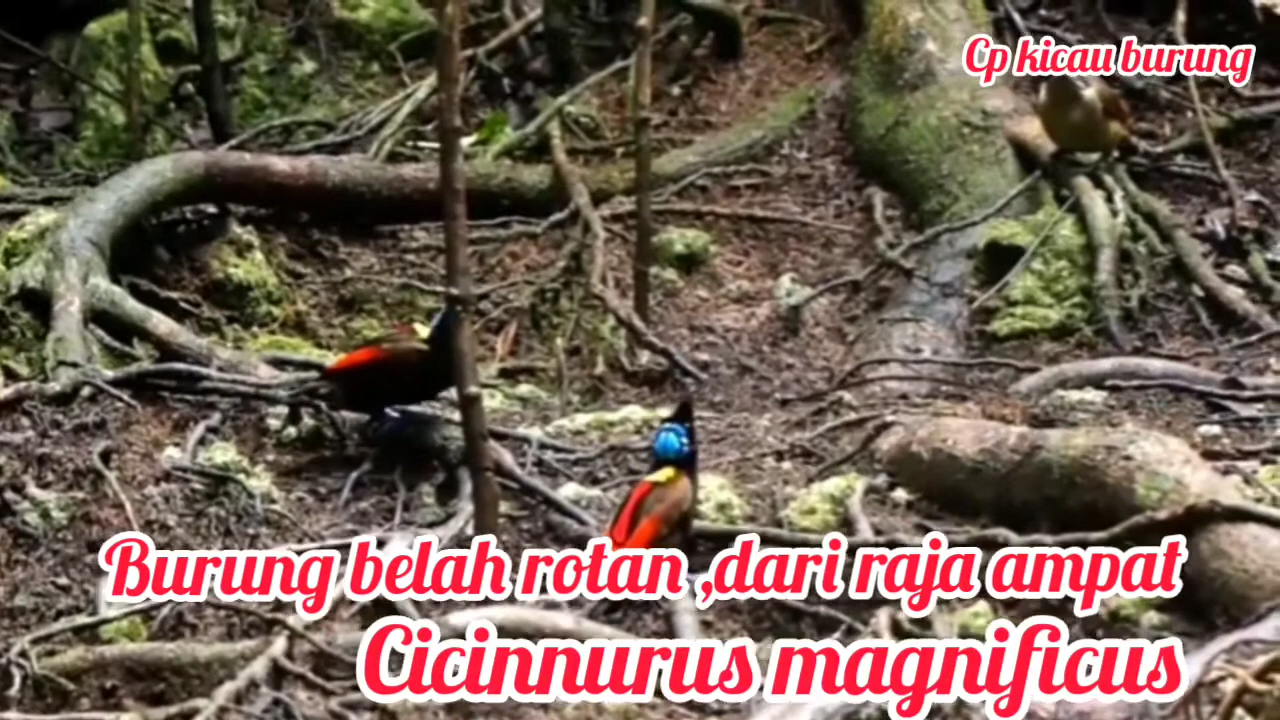 Cp kicau burung
Burung belah rotan ,dari raja ampat
Cicinnurus magnificus